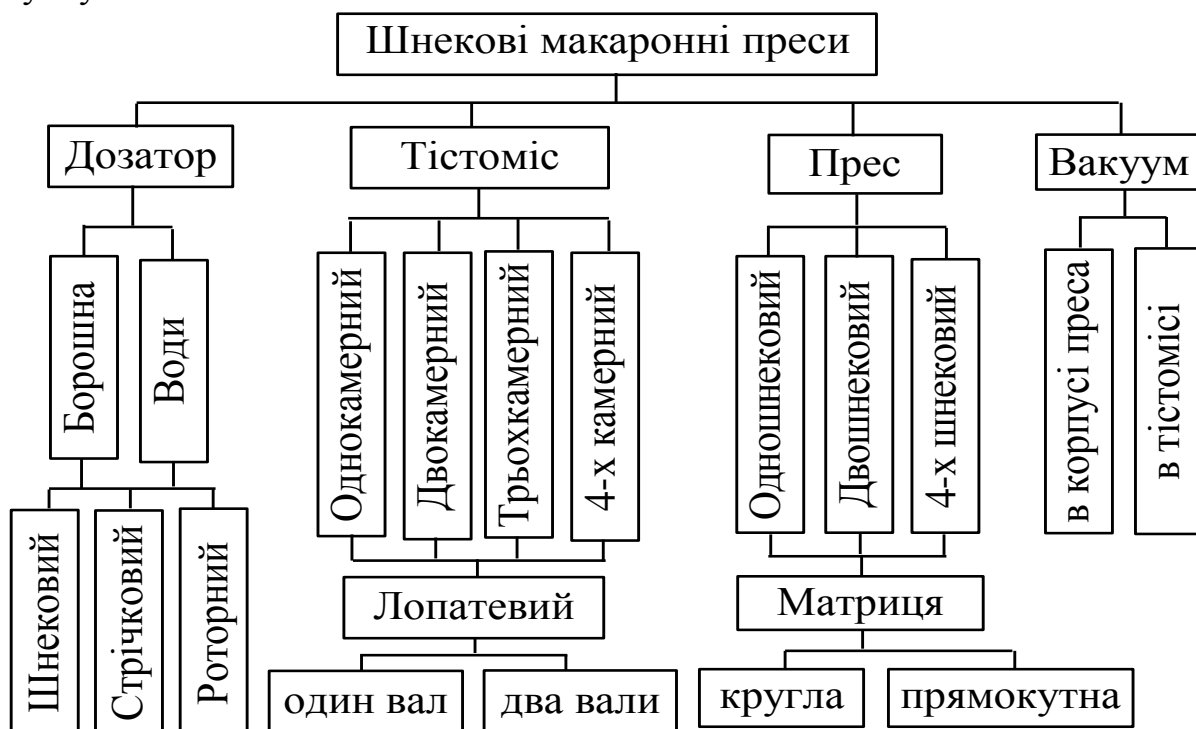 Шнекові макаронні преси
Дозатор
Тістоміс
Прес
Вакуум
Борошна
Води
Однокамерний
Двокамерний
Трьохкамерний
4-х камерний
Одношнековий
Двошнековий
4-х шнековий
в корпусі преса
в тістомісі
Шнековий
Стрічковий
Роторний
Лопатевий
Матриця
один вал
два вали
кругла
прямокутна